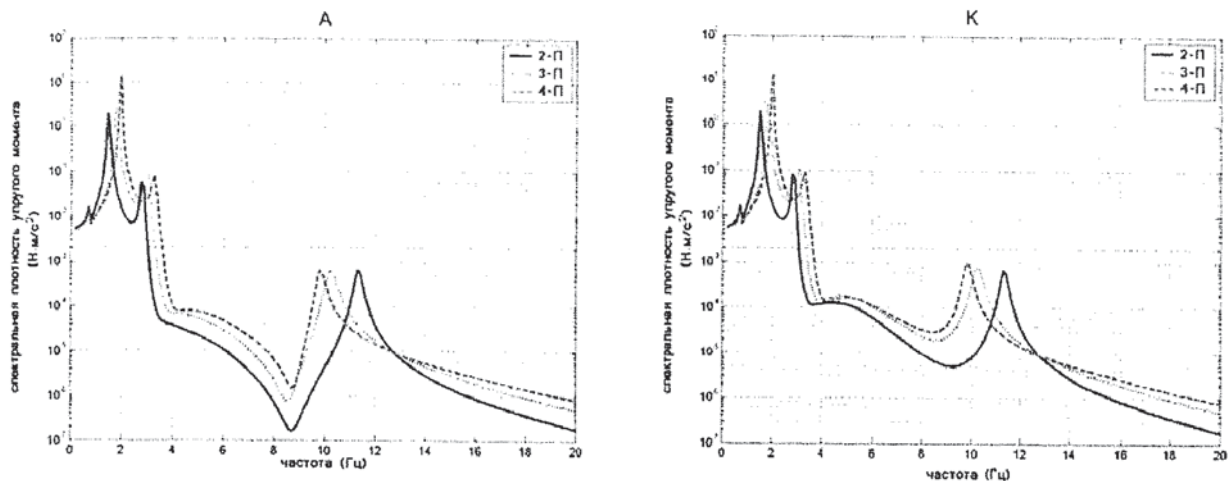 А
2-П
3-П
4-П
спектральная плотность упругого момента
(Н.м/с²)
0 2 4 6 8 10 12 14 16 18 20
частота (Гц)
К
2-П
3-П
4-П
спектральная плотность упругого момента
(Н.м/с²)
0 2 4 6 8 10 12 14 16 18 20
частота (Гц)